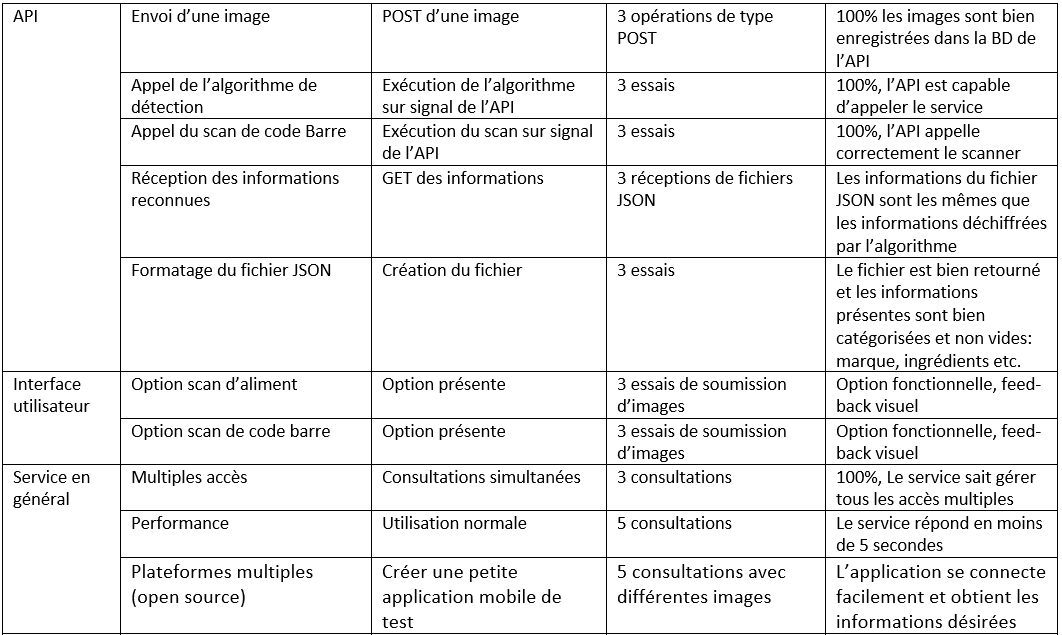 API
Envoi d’une image
POST d’une image
3 opérations de type
POST
100% les images sont bien
enregistrées dans la BD de
l’API
Appel de l’algorithme de
détection
Exécution de l’algorithme
sur signal de l’API
3 essais
100%, l’API est capable
d’appeler le service
Appel du scan de code Barre
Exécution du scan sur signal
de l’API
3 essais
100%, l’API appelle
correctement le scanner
Réception des informations
reconnues
GET des informations
3 réceptions de fichiers
JSON
Les informations du fichier
JSON sont les mêmes que
les informations déchiffrées
par l’algorithme
Formatage du fichier JSON
Création du fichier
3 essais
Le fichier est bien retourné
et les informations
présentes sont bien
catégorisées et non vides:
marque, ingrédients etc.
Interface
utilisateur
Option scan d’aliment
Option présente
3 essais de soumission
d’images
Option fonctionnelle, feed-
back visuel
Option scan de code barre
Option présente
3 essais de soumission
d’images
Option fonctionnelle, feed-
back visuel
Service en
général
Multiples accès
Consultations simultanées
3 consultations
100%, Le service sait gérer
tous les accès multiples
Performance
Utilisation normale
5 consultations
Le service répond en moins
de 5 secondes
Plateformes multiples
(open source)
Créer une petite
application mobile de
test
5 consultations avec
différentes images
L’application se connecte
facilement et obtient les
informations désirées